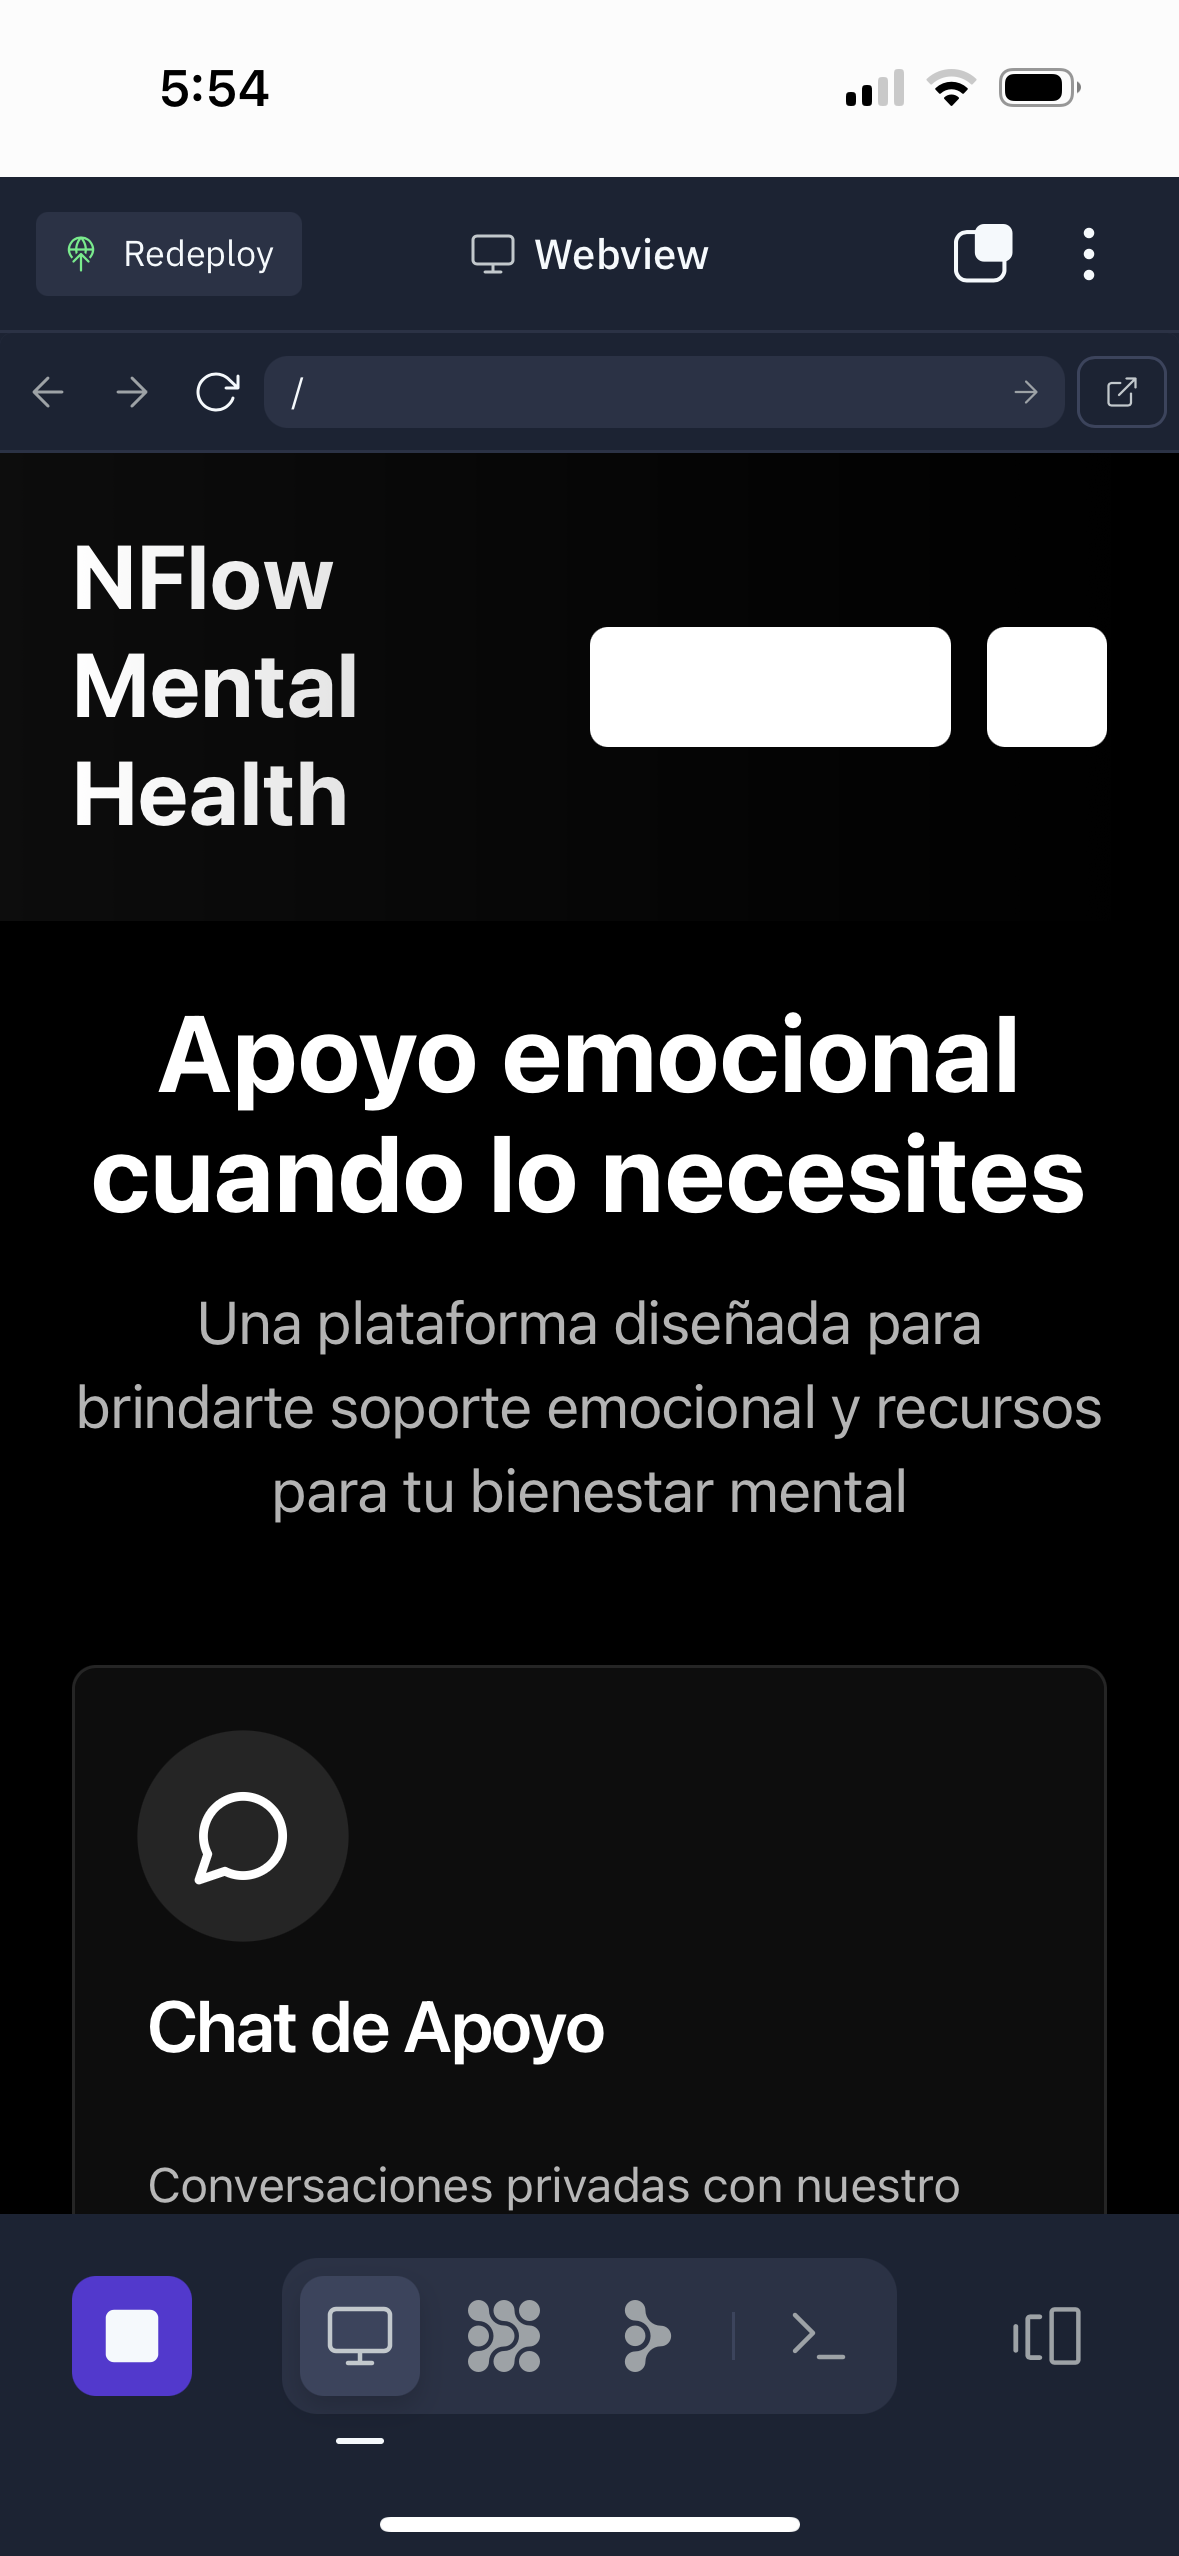 5:54
Redeploy
Webview
/
NFlow
Mental
Health
Apoyo emocional
cuando lo necesites
Una plataforma diseñada para
brindarte soporte emocional y recursos
para tu bienestar mental
Chat de Apoyo
Conversaciones privadas con nuestro